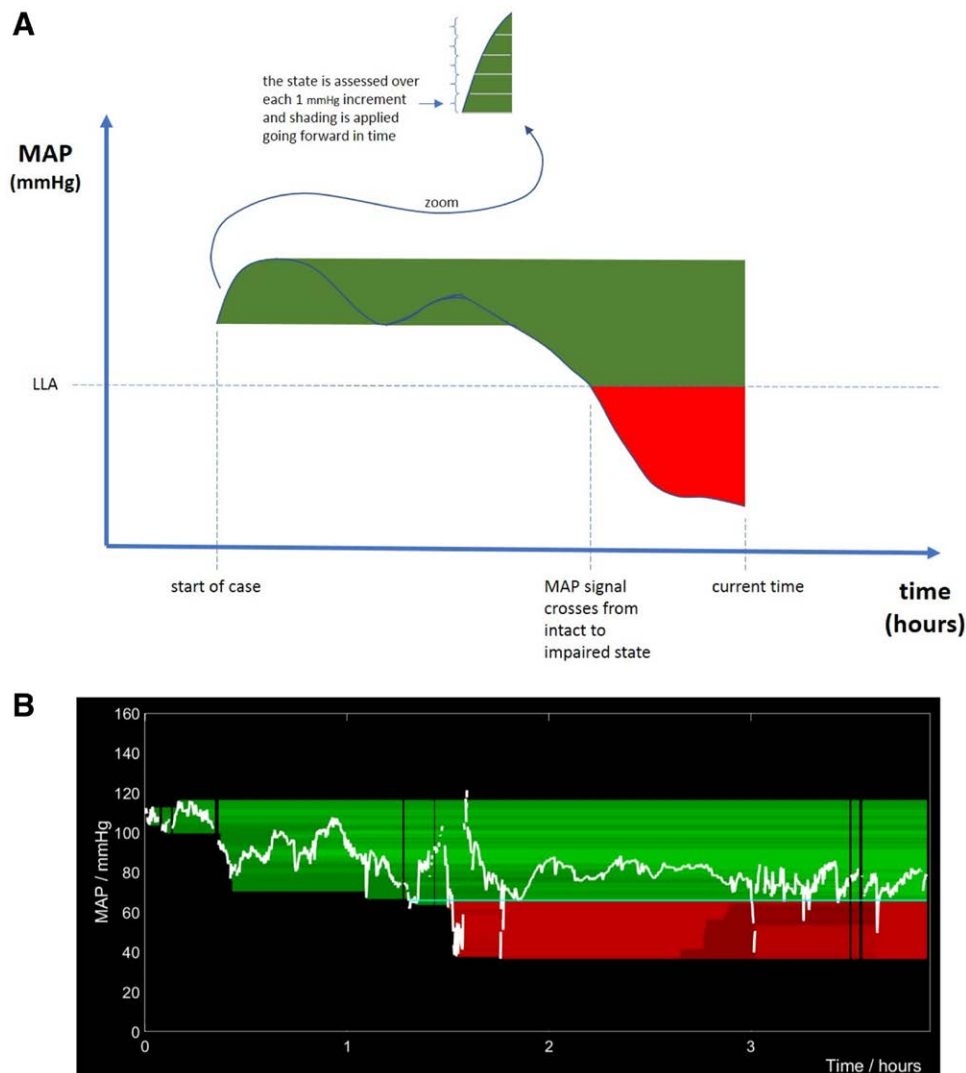 A
the state is assessed over
each 1 mmHg increment
and shading is applied
going forward in time
MAP
(mmHg)
zoom
LLA
start of case
MAP signal
crosses from
intact to
impaired state
current time
time
(hours)
B
160
140
120
100
80
60
40
20
0
MAP / mmHg
0
1
2
3
Time / hours